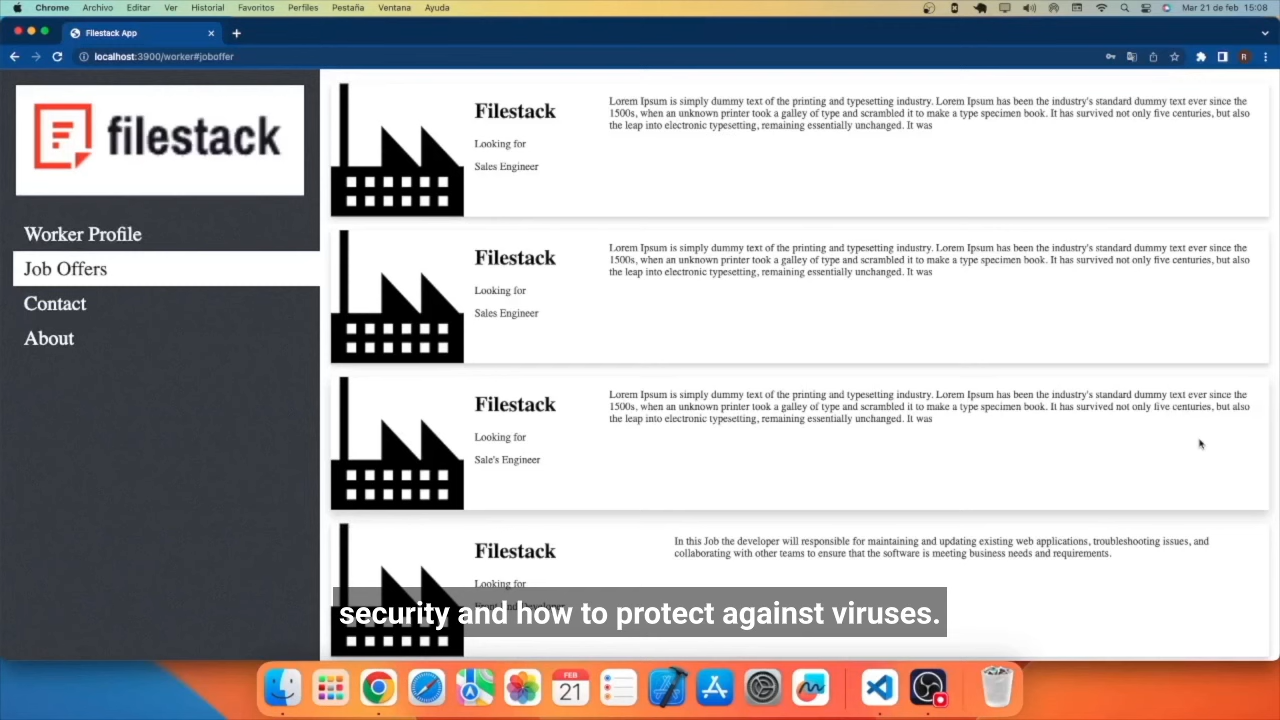 Chrome Archivo Editar Ver Historial Favoritos Perfiles Pestaña Ventana Ayuda
Mar 21 de feb 15:08
Filestack App
localhost:3900/worker#joboffer
R
filestack
Worker Profile
Job Offers
Contact
About
Filestack
Looking for
Sales Engineer
Lorem Ipsum is simply dummy text of the printing and typesetting industry. Lorem Ipsum has been the industry's standard dummy text ever since the
1500s, when an unknown printer took a galley of type and scrambled it to make a type specimen book. It has survived not only five centuries, but also
the leap into electronic typesetting, remaining essentially unchanged. It was
Filestack
Looking for
Sales Engineer
Lorem Ipsum is simply dummy text of the printing and typesetting industry. Lorem Ipsum has been the industry's standard dummy text ever since the
1500s, when an unknown printer took a galley of type and scrambled it to make a type specimen book. It has survived not only five centuries, but also
the leap into electronic typesetting, remaining essentially unchanged. It was
Filestack
Looking for
Sale's Engineer
Lorem Ipsum is simply dummy text of the printing and typesetting industry. Lorem Ipsum has been the industry's standard dummy text ever since the
1500s, when an unknown printer took a galley of type and scrambled it to make a type specimen book. It has survived not only five centuries, but also
the leap into electronic typesetting, remaining essentially unchanged. It was
Filestack
Looking for
In this Job the developer will responsible for maintaining and updating existing web applications, troubleshooting issues, and
collaborating with other teams to ensure that the software is meeting business needs and requirements.
security and how to protect against viruses.
FEB
21